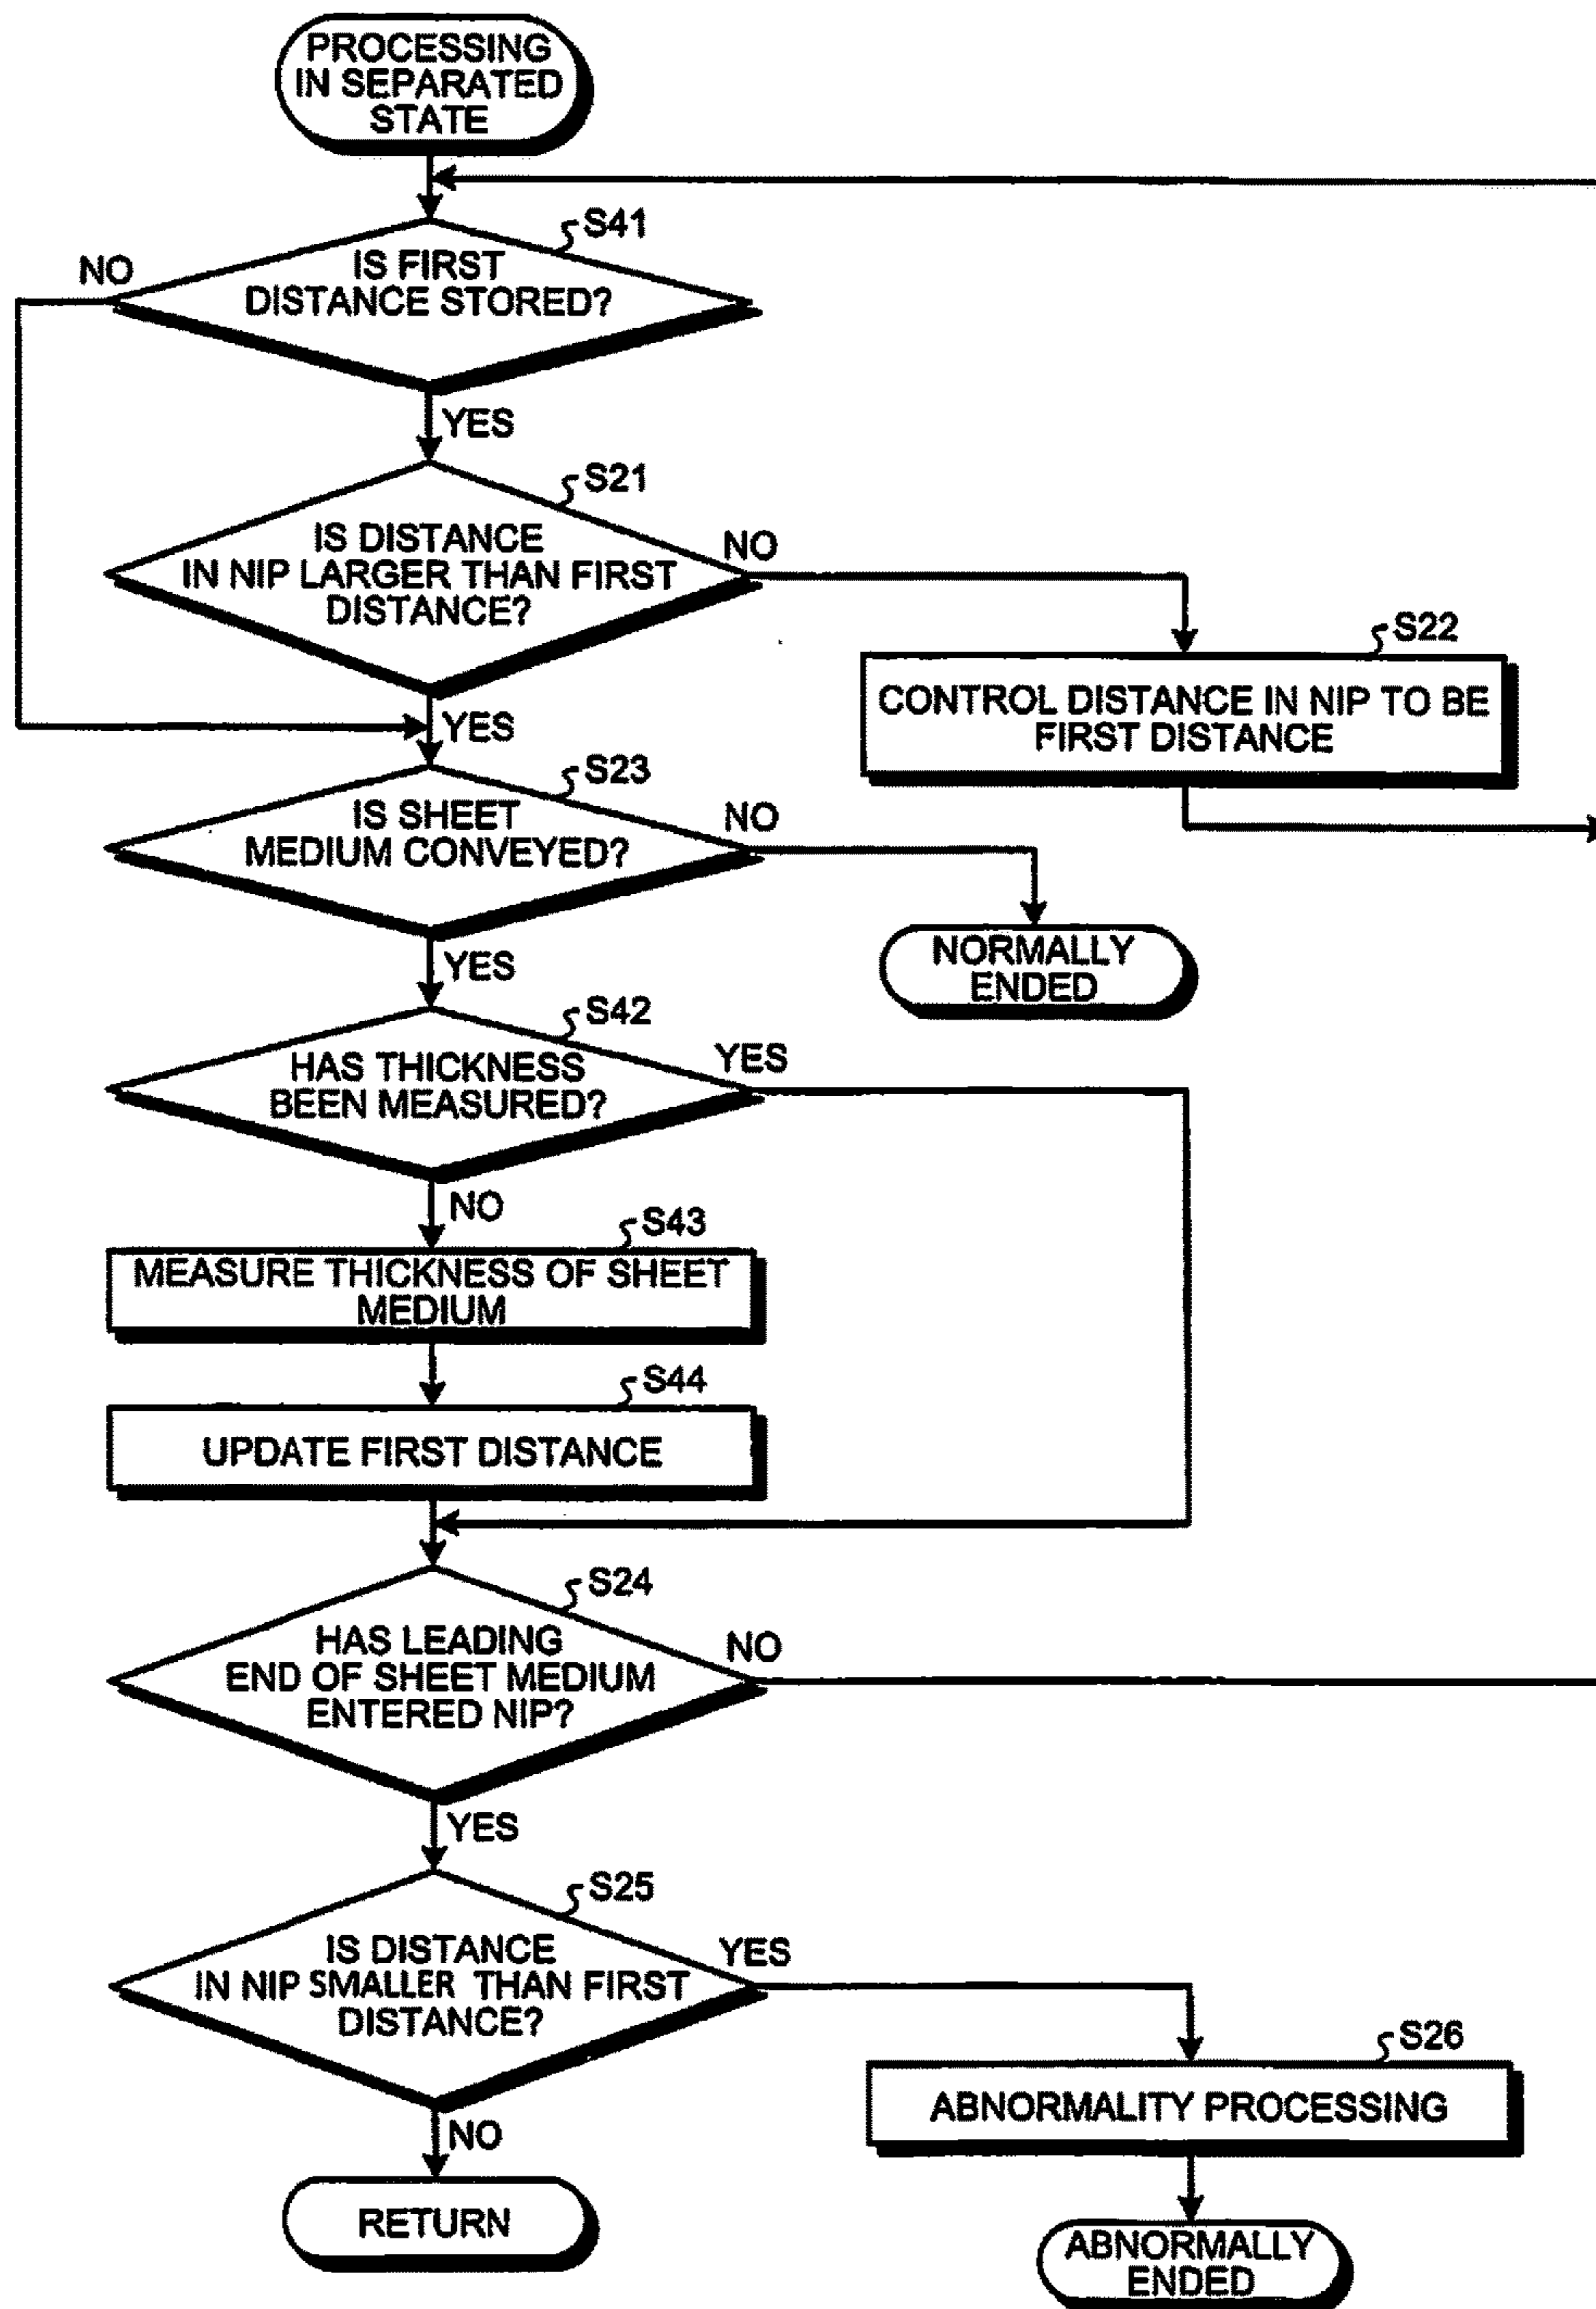 PROCESSING
IN SEPARATED
STATE
S41
NO
IS FIRST
DISTANCE STORED?
YES
S21
IS DISTANCE
IN NIP LARGER THAN FIRST
DISTANCE?
NO
S22
CONTROL DISTANCE IN NIP TO BE
FIRST DISTANCE
YES
S23
IS SHEET
MEDIUM CONVEYED?
NO
NORMALLY
ENDED
YES
S42
HAS THICKNESS
BEEN MEASURED?
YES
NO
S43
MEASURE THICKNESS OF SHEET
MEDIUM
S44
UPDATE FIRST DISTANCE
S24
HAS LEADING
END OF SHEET MEDIUM
ENTERED NIP?
NO
YES
S25
IS DISTANCE
IN NIP SMALLER THAN FIRST
DISTANCE?
YES
S26
ABNORMALITY PROCESSING
NO
RETURN
ABNORMALLY
ENDED